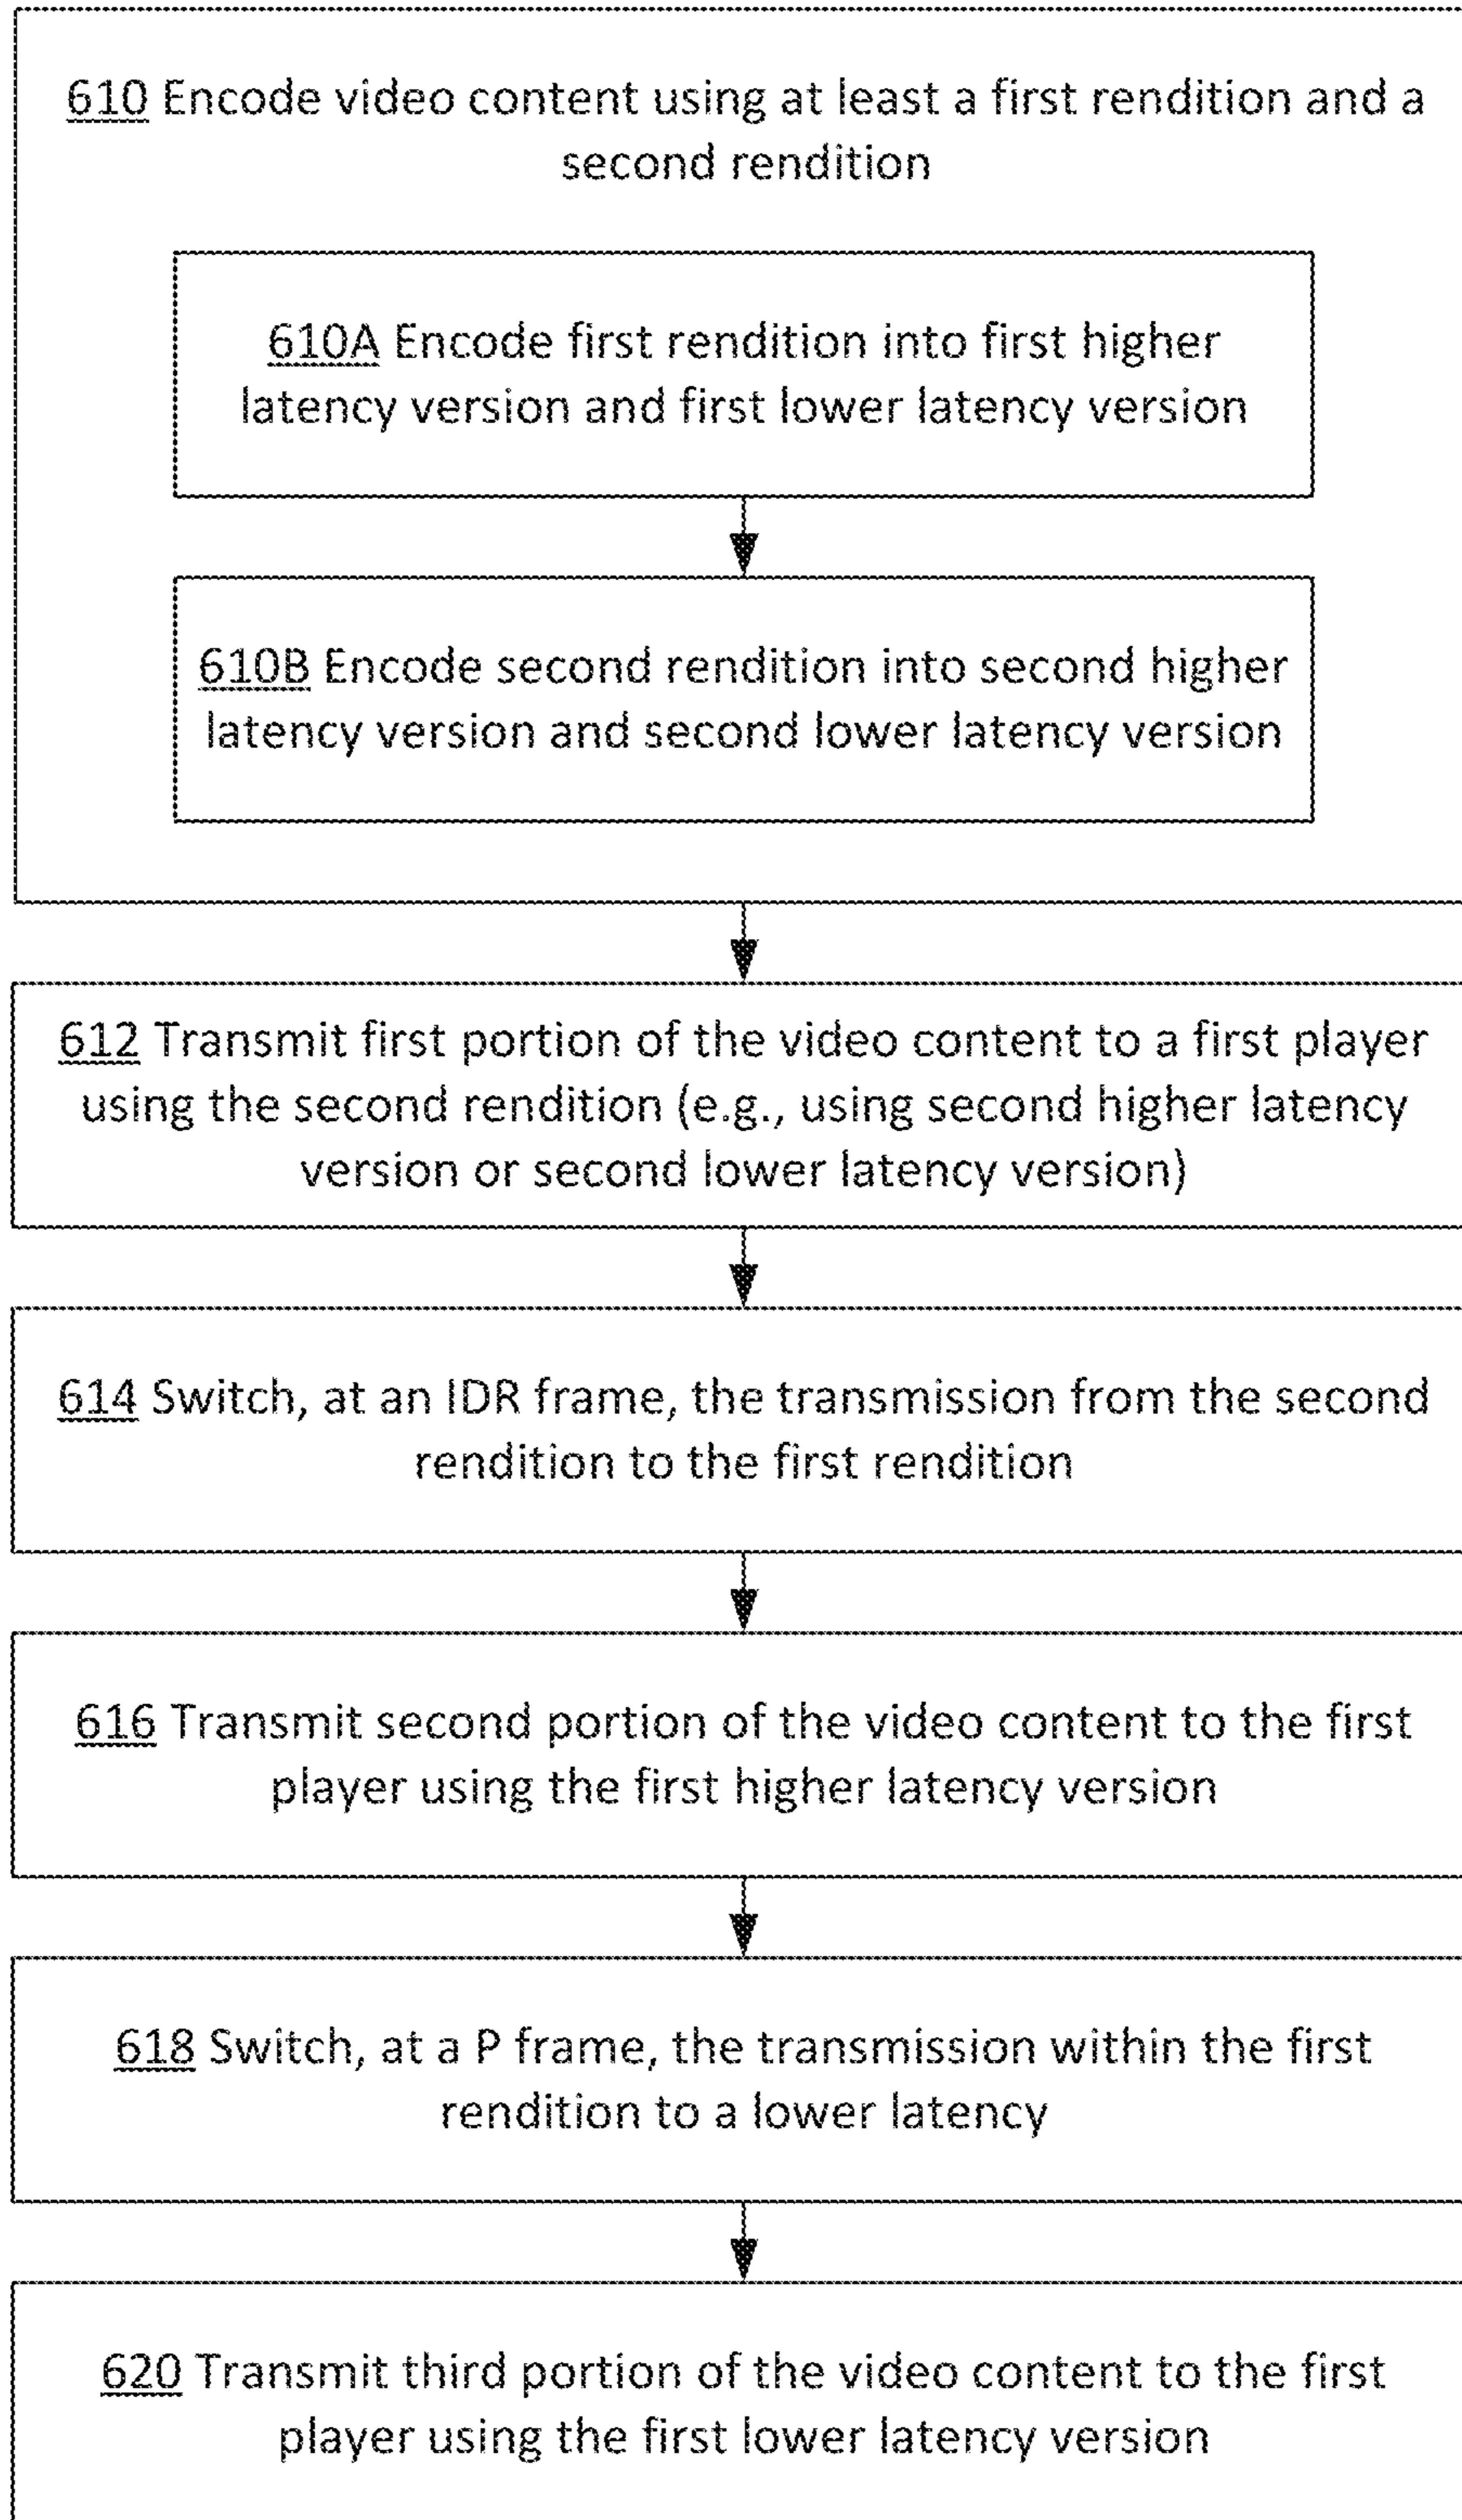 610 Encode video content using at least a first rendition and a
second rendition
610A Encode first rendition into first higher
latency version and first lower latency version
610B Encode second rendition into second higher
latency version and second lower latency version
612 Transmit first portion of the video content to a first player
using the second rendition (e.g., using second higher latency
version or second lower latency version)
614 Switch, at an IDR frame, the transmission from the second
rendition to the first rendition
616 Transmit second portion of the video content to the first
player using the first higher latency version
618 Switch, at a P frame, the transmission within the first
rendition to a lower latency
620 Transmit third portion of the video content to the first
player using the first lower latency version